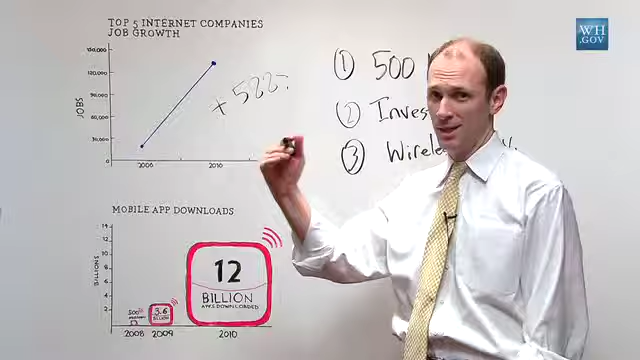 TOP 5 INTERNET COMPANIES
JOB GROWTH
150,000
120,000
90,000
60,000
30,000
0
JOBS
2006
2010
+ 522%
① 500
② Inves
③ Wireless
WH
.GOV
MOBILE APP DOWNLOADS
14
12
10
8
6
4
2
BILLIONS
500
3.6
BILLION
12
BILLION
APPS DOWNLOADED
2008
2009
2010